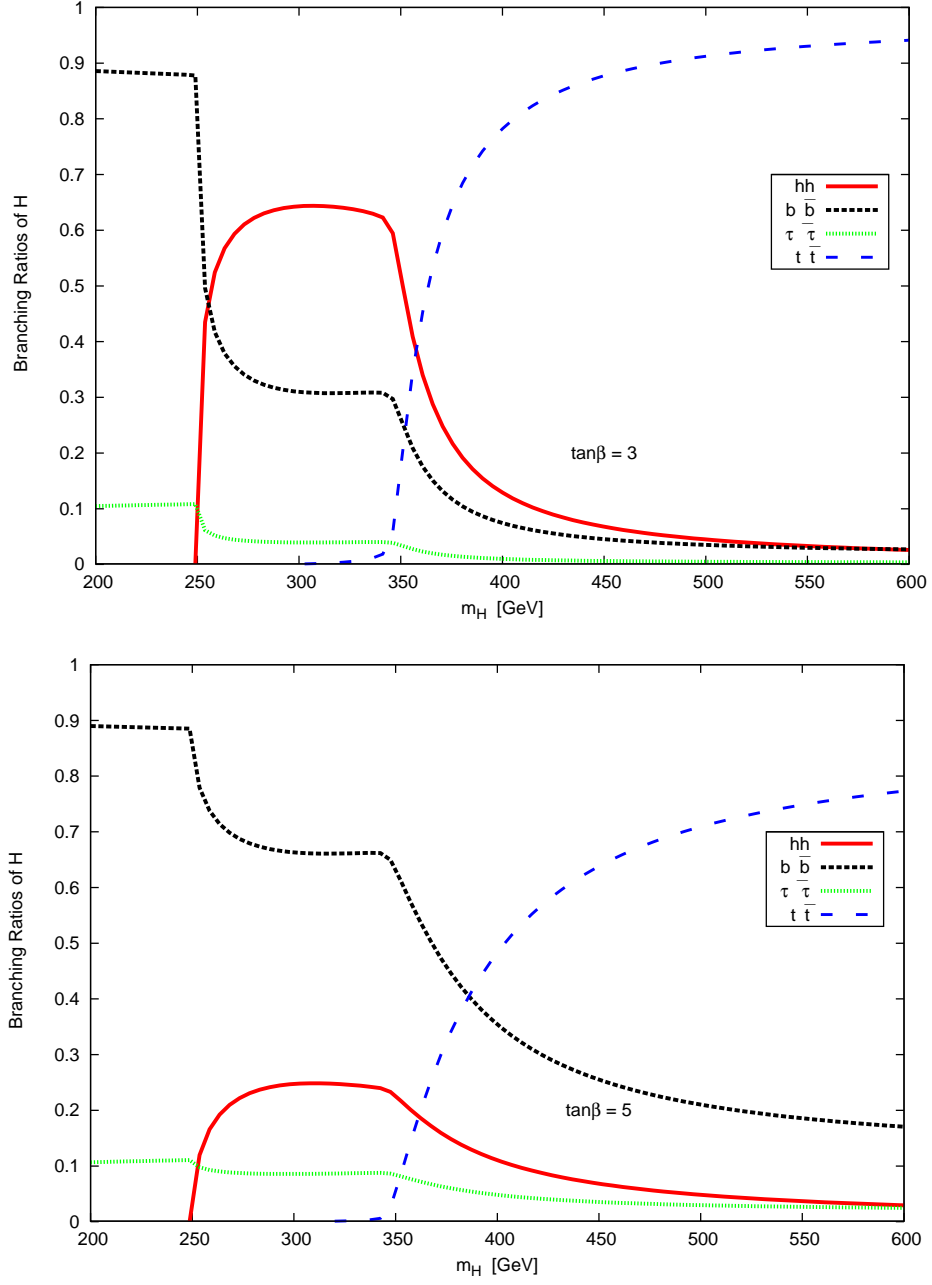 1
0.9
0.8
0.7
0.6
0.5
0.4
0.3
0.2
0.1
0
Branching Ratios of H
hh
b b̅
τ τ̅
t t̅
tanβ = 3
200 250 300 350 400 450 500 550 600
m_H [GeV]
1
0.9
0.8
0.7
0.6
0.5
0.4
0.3
0.2
0.1
0
Branching Ratios of H
hh
b b̅
τ τ̅
t t̅
tanβ = 5
200 250 300 350 400 450 500 550 600
m_H [GeV]